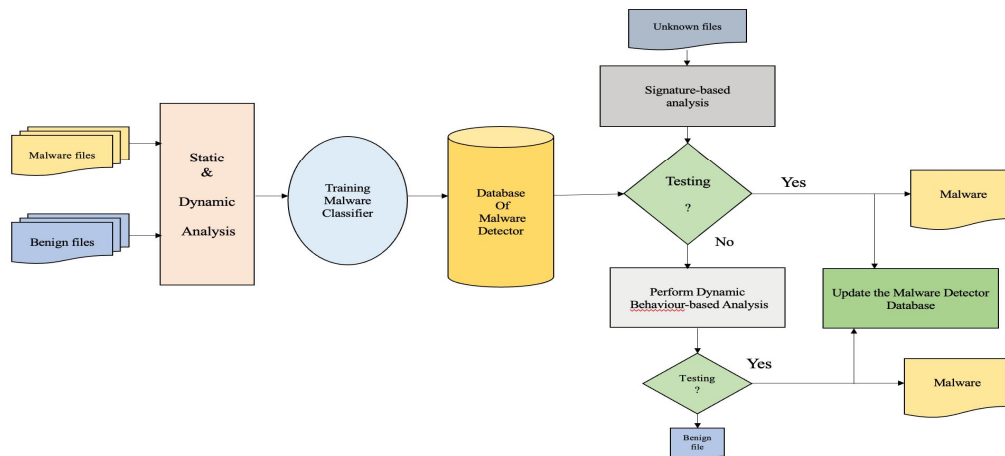 Unknown files
Signature-based
analysis
Malware files
Benign files
Static
&
Dynamic
Analysis
Training
Malware
Classifier
Database
Of
Malware
Detector
Testing
?
Yes
Malware
No
Perform Dynamic
Behaviour-based Analysis
Update the Malware Detector
Database
Testing
?
Yes
Malware
Benign
file